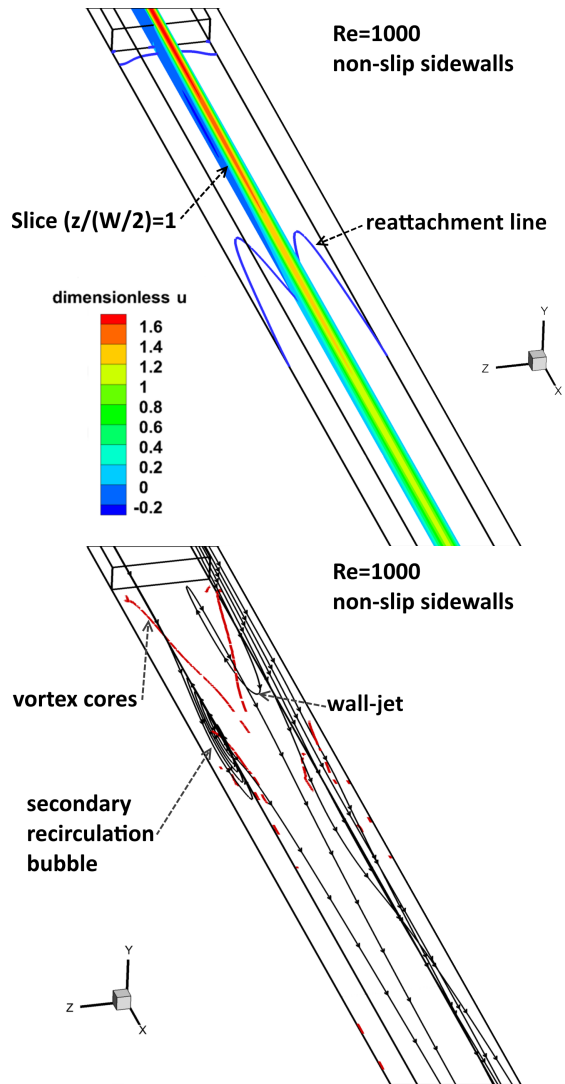 Re=1000
non-slip sidewalls
Slice (z/(W/2)=1
reattachment line
dimensionless u
1.6
1.4
1.2
1
0.8
0.6
0.4
0.2
0
-0.2
Y
Z
X
Re=1000
non-slip sidewalls
vortex cores
wall-jet
secondary
recirculation
bubble
Y
Z
X